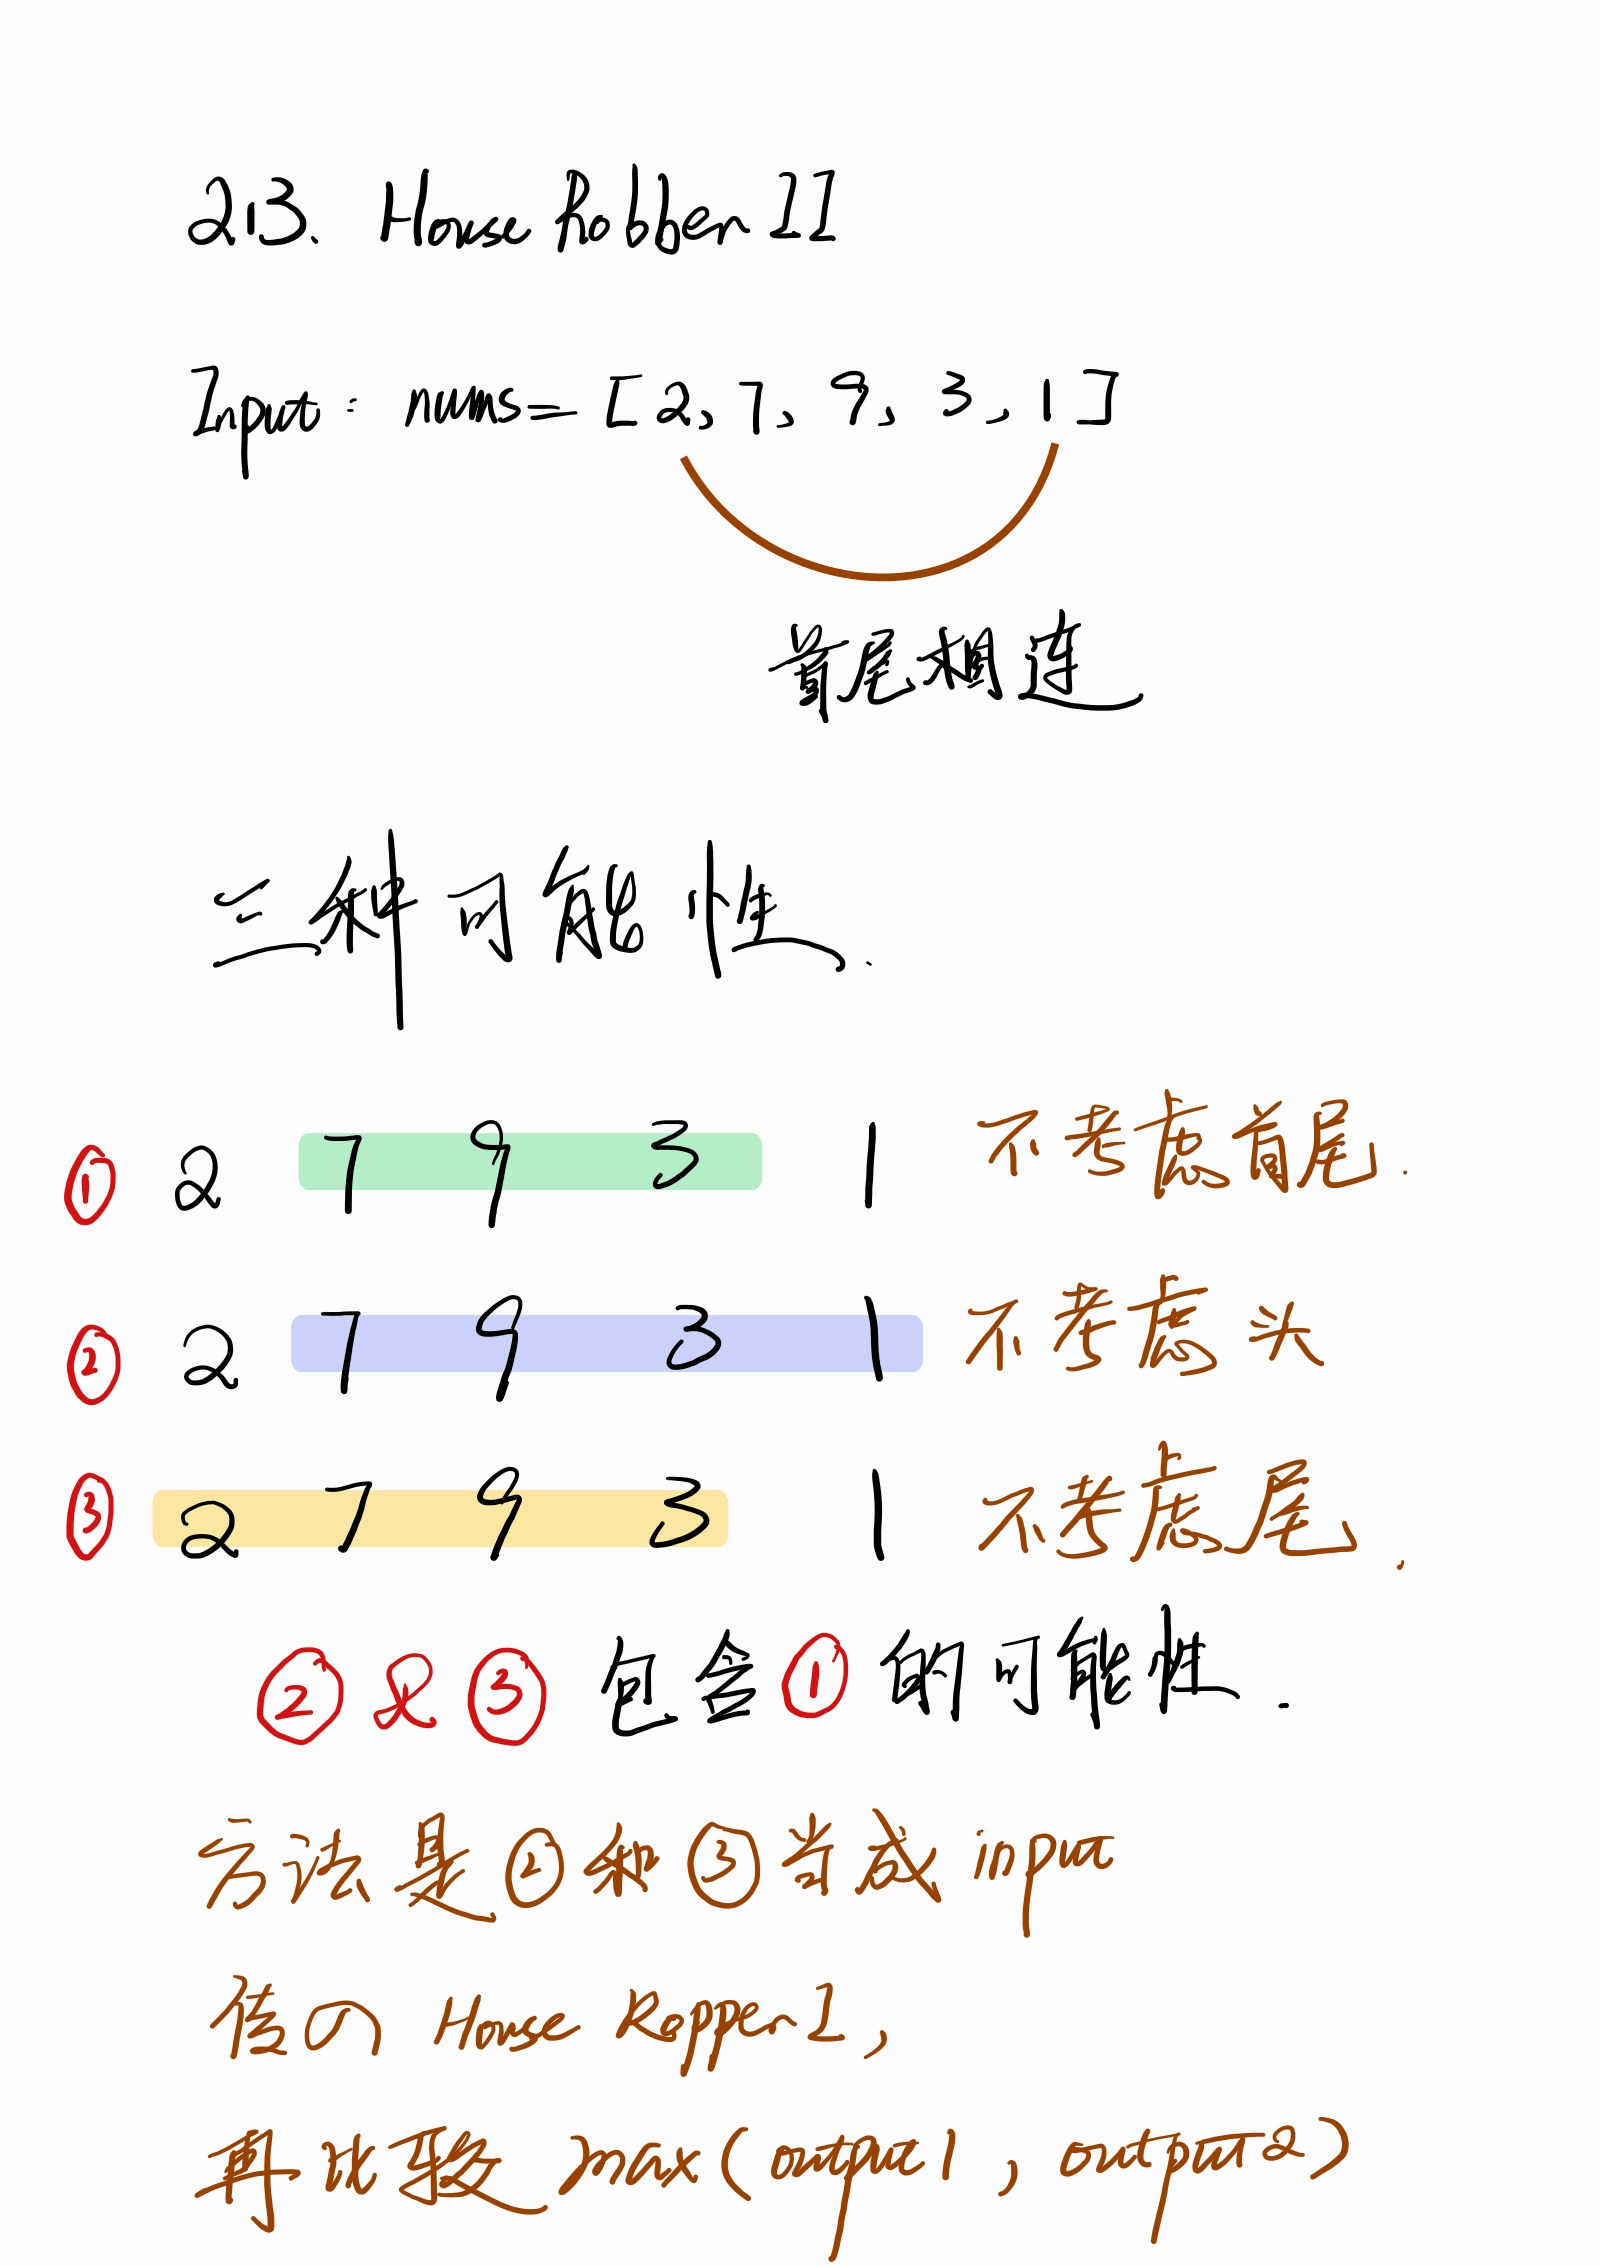 213. House Robber II
Input: nums = [2, 7, 9, 3, 1]
首尾相连
三种可能性.
① 2 7 9 3 1 不考虑首尾.
② 2 7 9 3 1 不考虑头
③ 2 7 9 3 1 不考虑尾.
② & ③ 包含 ① 的可能性.
方法是②和③当成 input
传の House Ropper I,
再比较 max(output1, output2)